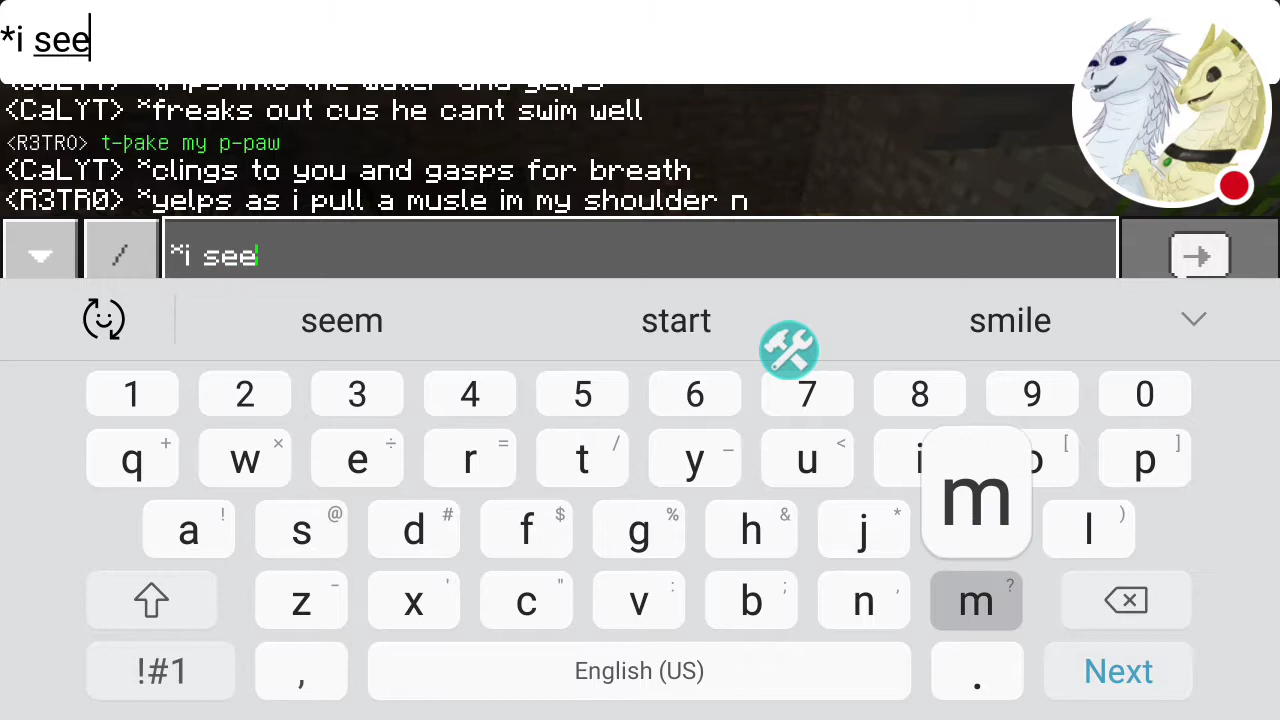 *i see
<CaLYT> *freaks out cus he cant swim well
<R3TRO> t-þake my p-paw
<CaLYT> *clings to you and gasps for breath
<R3TR0> *yelps as i pull a musle im my shoulder n
/ *i see
seem start smile
1 2 3 4 5 6 7 8 9 0
q + w × e ÷ r = t / y _ u < i o [ p ]
m
a ! s @ d # f $ g % h & j * l )
z - x ' c " v : b ; n , m ?
!#1 , English (US) . Next